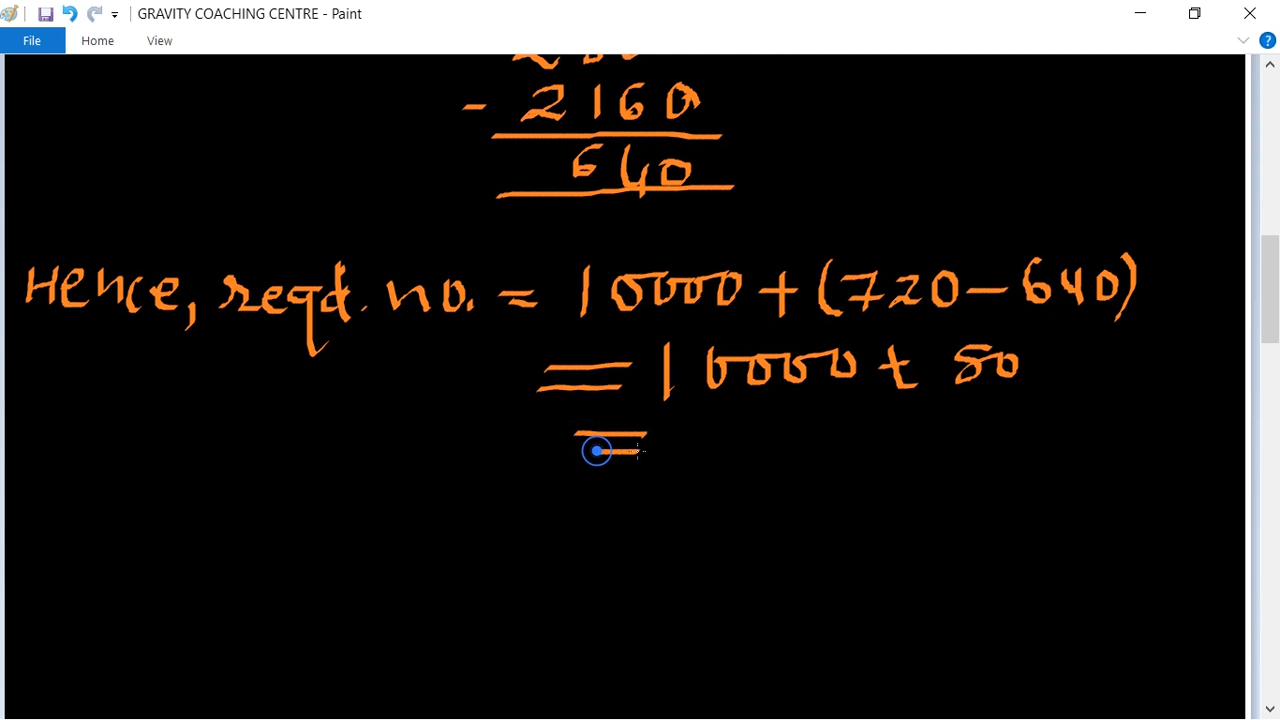 GRAVITY COACHING CENTRE - Paint
File Home View
- 2160
640
Hence, reqd. no. = 10000 + (720 - 640)
= 10000 + 80
=